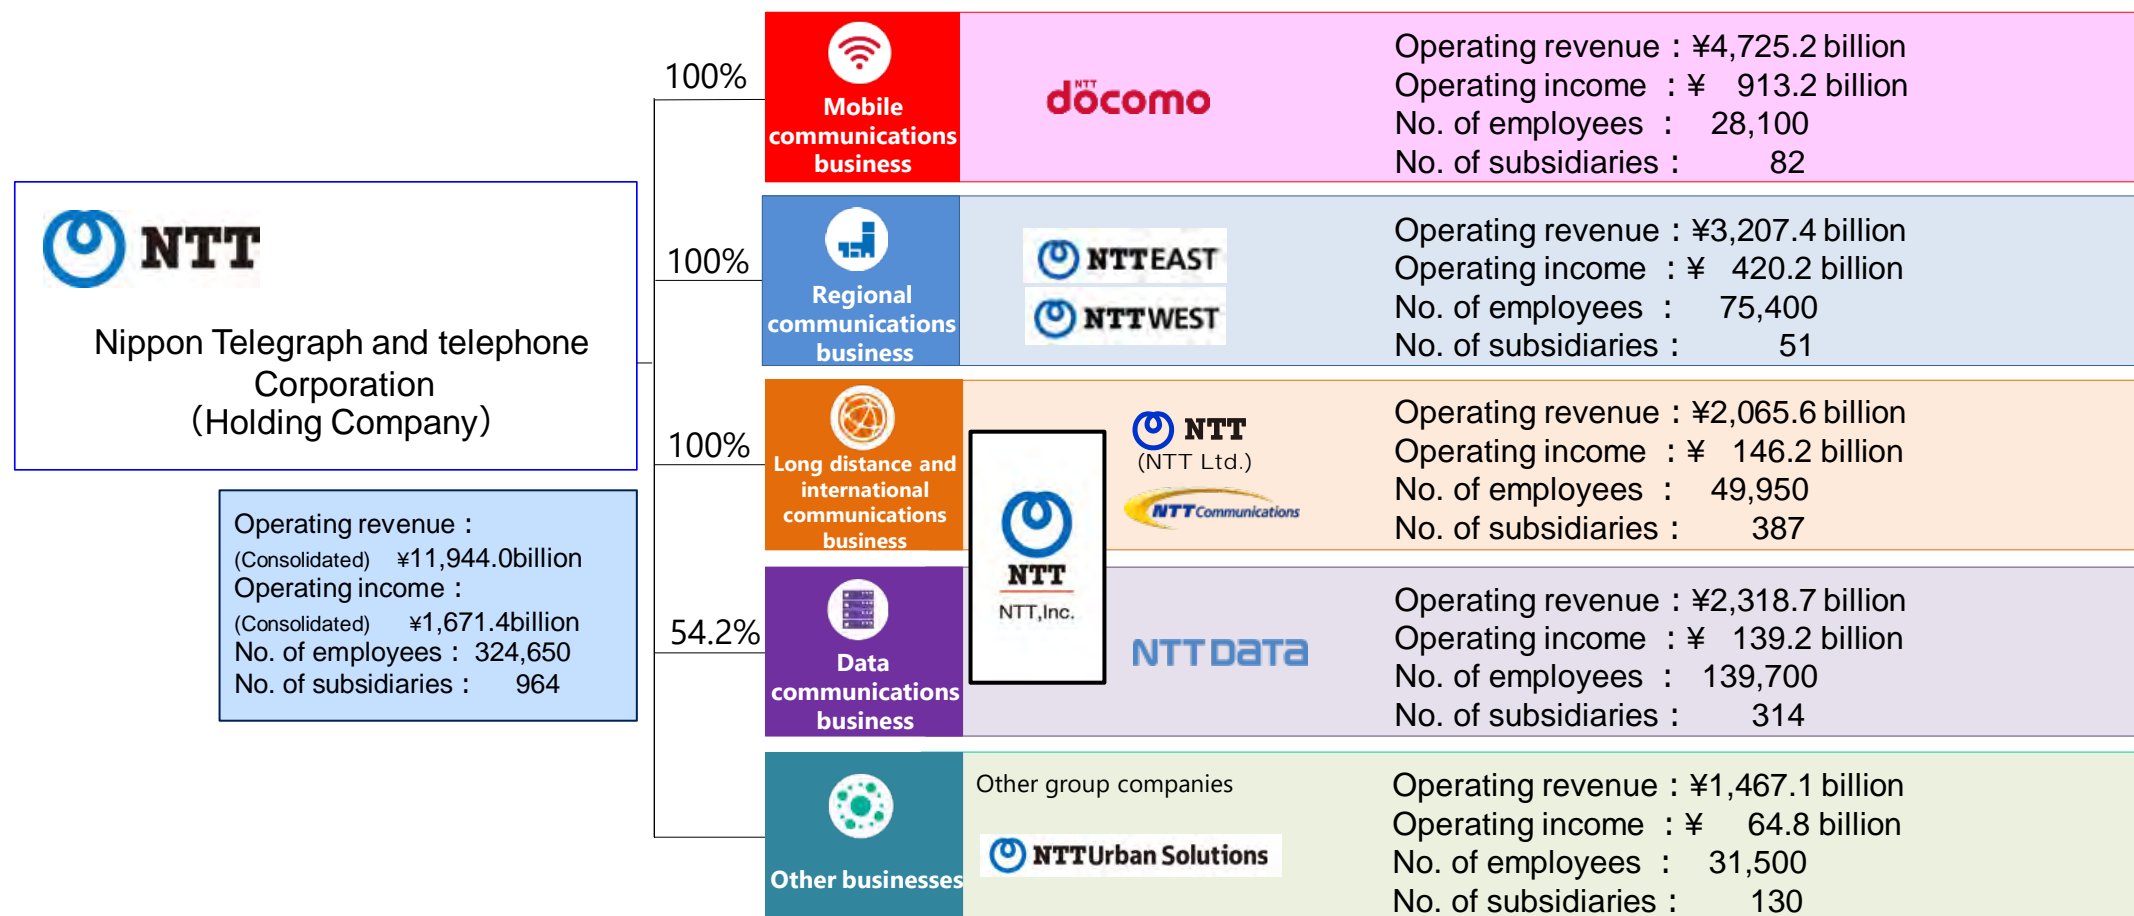 NTT
Nippon Telegraph and telephone
Corporation
（Holding Company）
Operating revenue：
(Consolidated) ¥11,944.0billion
Operating income：
(Consolidated) ¥1,671.4billion
No. of employees： 324,650
No. of subsidiaries： 964
100%
Mobile
communications
business
NTT
döcomo
Operating revenue：¥4,725.2 billion
Operating income ：¥ 913.2 billion
No. of employees ： 28,100
No. of subsidiaries： 82
100%
Regional
communications
business
NTT EAST
NTT WEST
Operating revenue：¥3,207.4 billion
Operating income ：¥ 420.2 billion
No. of employees ： 75,400
No. of subsidiaries： 51
100%
Long distance and
international
communications
business
NTT
(NTT Ltd.)
NTT Communications
Operating revenue：¥2,065.6 billion
Operating income ：¥ 146.2 billion
No. of employees ： 49,950
No. of subsidiaries： 387
NTT
NTT,Inc.
54.2%
Data
communications
business
NTT DATA
Operating revenue：¥2,318.7 billion
Operating income ：¥ 139.2 billion
No. of employees ： 139,700
No. of subsidiaries： 314
Other businesses
Other group companies
NTT Urban Solutions
Operating revenue：¥1,467.1 billion
Operating income ：¥ 64.8 billion
No. of employees ： 31,500
No. of subsidiaries： 130